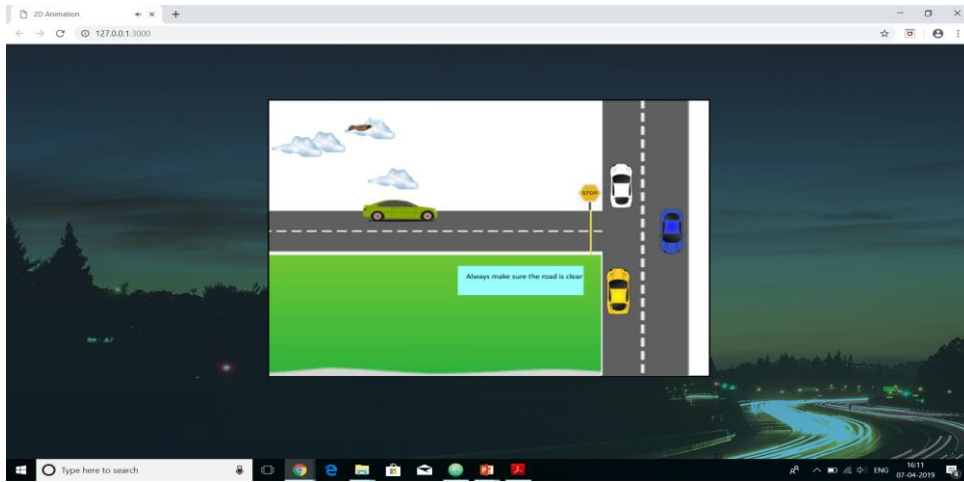 2D Animation
127.0.0.1:3000
STOP
Always make sure the road is clear
Type here to search
ENG
16:11
07-04-2019